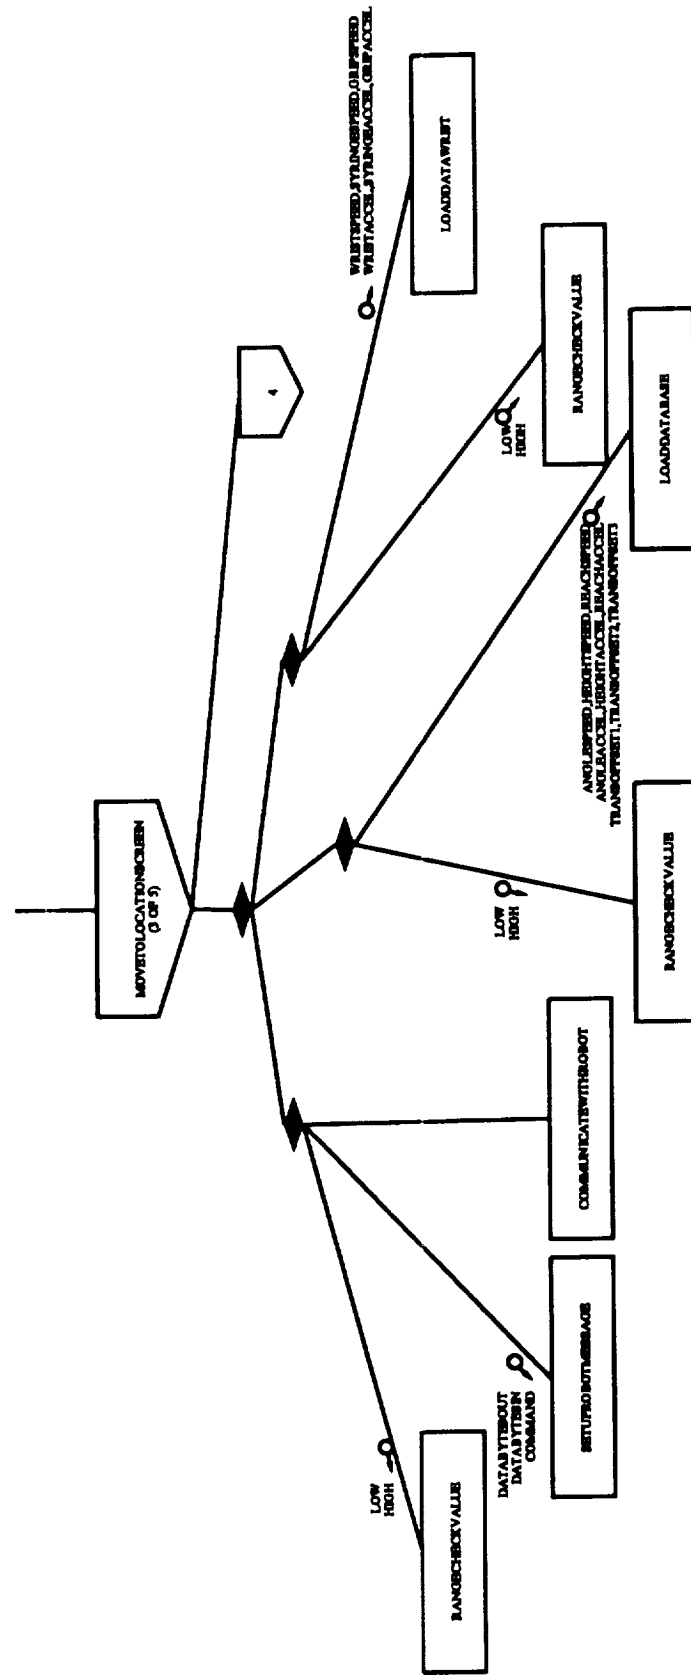 MOVETOLOCATIONSCREEN
(3 OF 5)
4
LOW
HIGH
RANGECHECKVALUE
DATABYTESOUT
DATABYTESIN
COMMAND
SETUPROBOTMESSAGE
COMMUNICATEWITHROBOT
LOW
HIGH
RANGECHECKVALUE
ANGLESPEED,HEIGHTSPEED,REACHSPEED
ANGLEACCEL,HEIGHTACCEL,REACHACCEL
TRANSOFFSET1,TRANSOFFSET2,TRANSOFFSET3
LOADDATABASE
LOW
HIGH
RANGECHECKVALUE
WRISTSPEED,SYRINGESPEED,GRIPSPEED
WRISTACCEL,SYRINGEACCEL,GRIPACCEL
LOADDATAWRIST